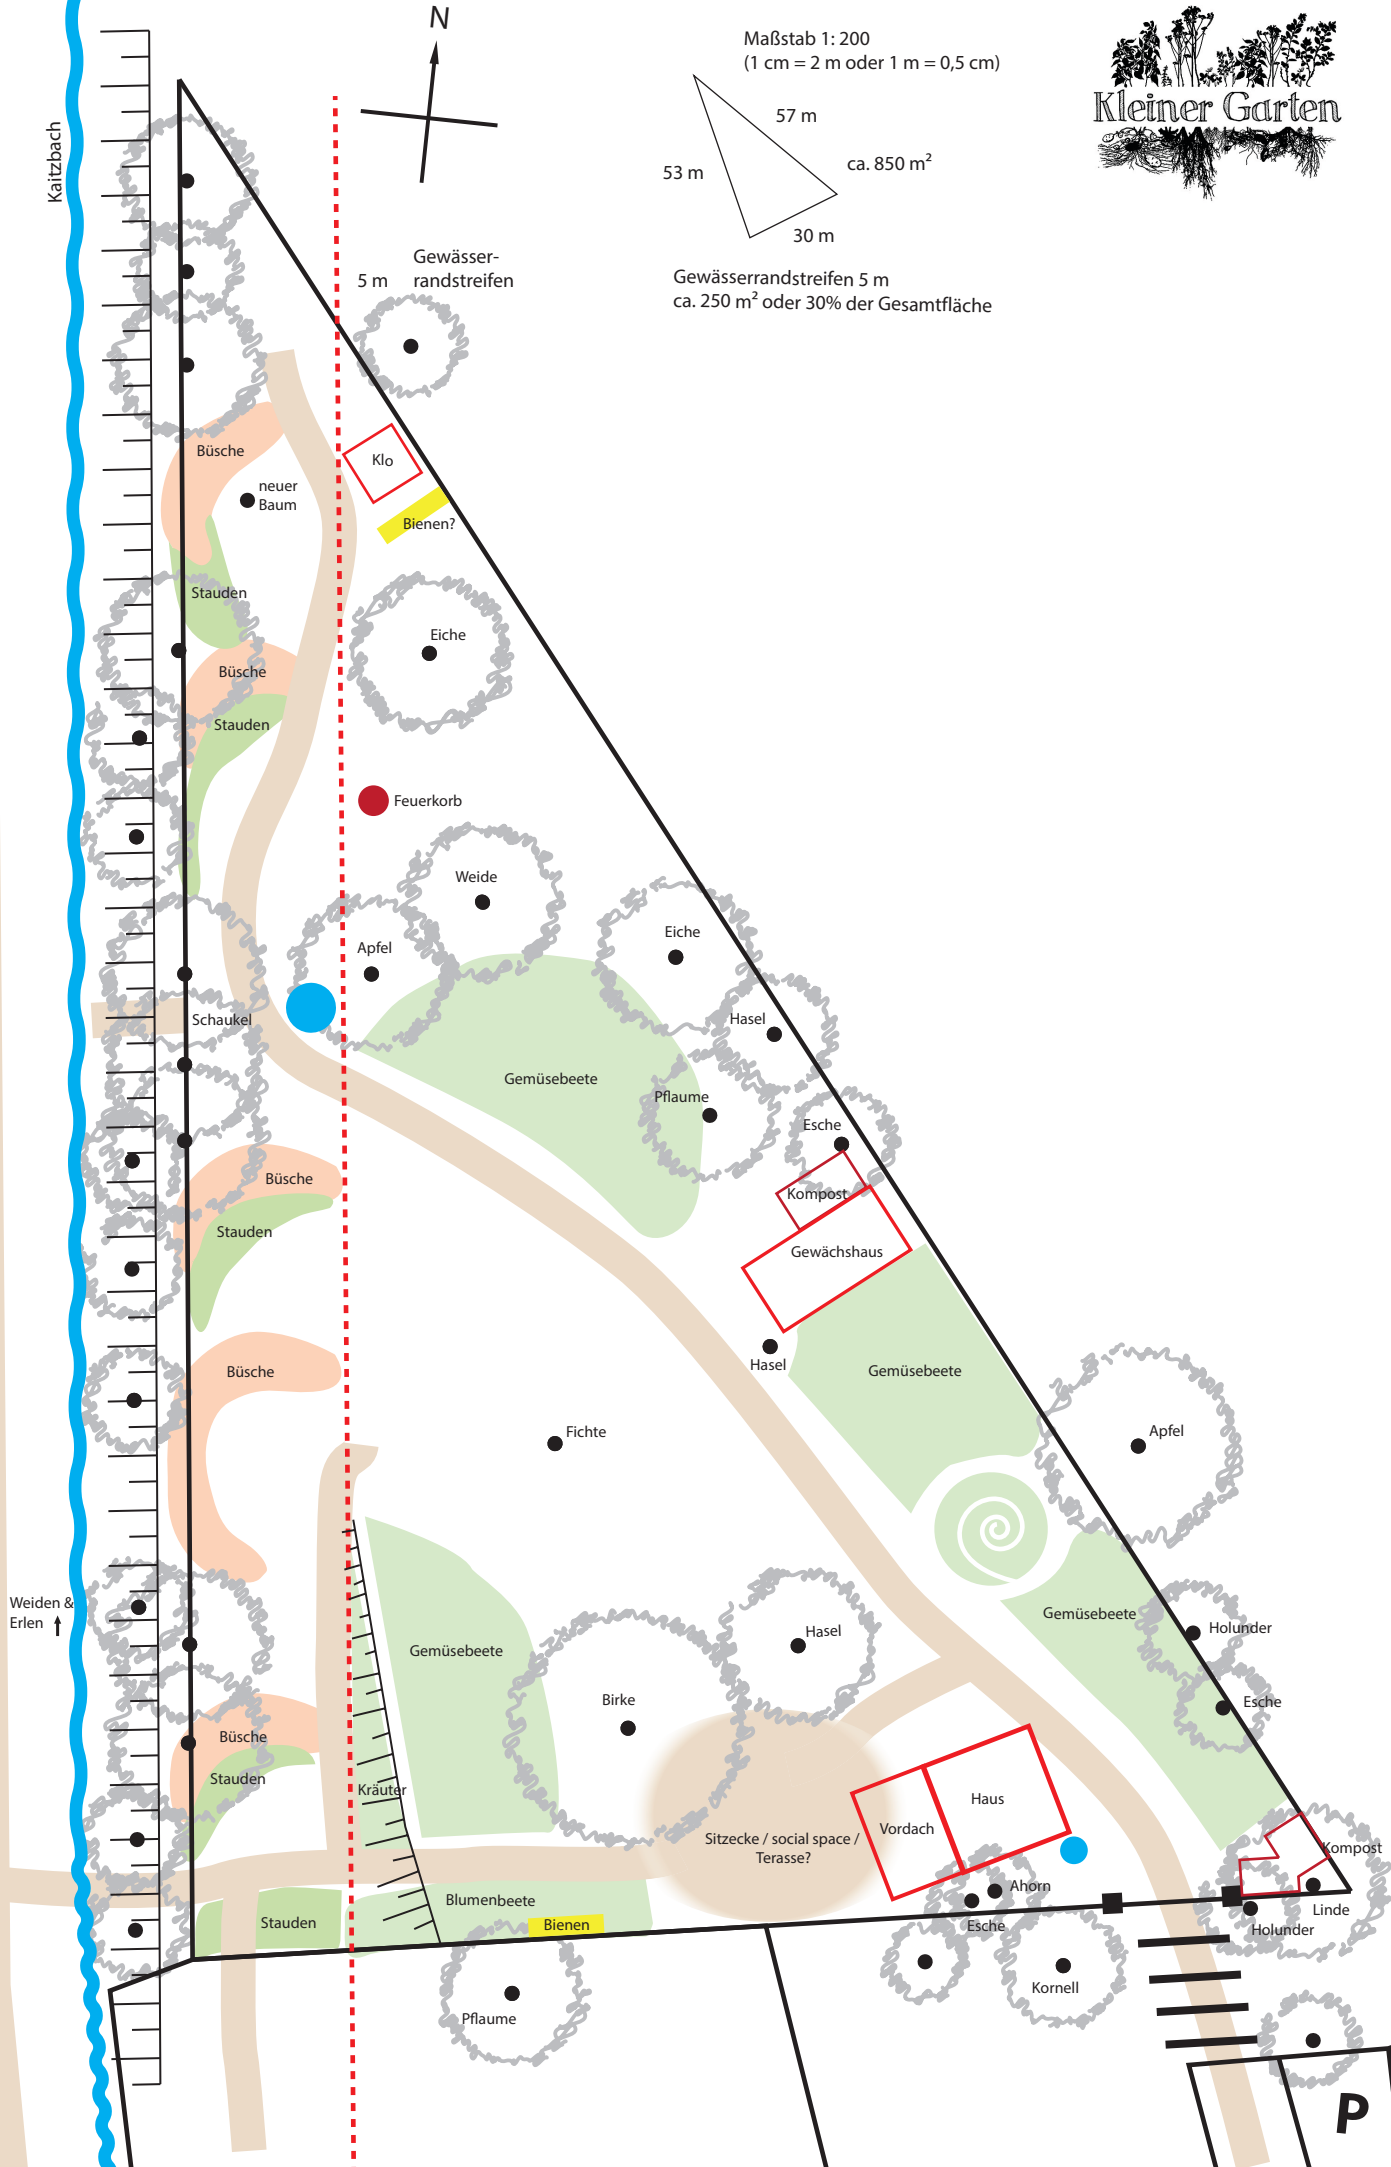 N
Maßstab 1: 200
(1 cm = 2 m oder 1 m = 0,5 cm)
Kleiner Garten
57 m
53 m
ca. 850 m²
30 m
Kaitzbach
5 m
Gewässer-
randstreifen
Gewässerrandstreifen 5 m
ca. 250 m² oder 30% der Gesamtfläche
Büsche
Klo
neuer
Baum
Bienen?
Stauden
Eiche
Büsche
Stauden
Feuerkorb
Weide
Eiche
Apfel
Schaukel
Hasel
Gemüsebeete
Pflaume
Esche
Büsche
Kompost
Stauden
Gewächshaus
Hasel
Büsche
Gemüsebeete
Fichte
Apfel
Weiden &
Erlen
Gemüsebeete
Holunder
Hasel
Gemüsebeete
Birke
Esche
Büsche
Stauden
Kräuter
Haus
Vordach
Sitzecke / social space /
Terasse?
Kompost
Ahorn
Blumenbeete
Stauden
Bienen
Esche
Linde
Holunder
Kornell
Pflaume
P